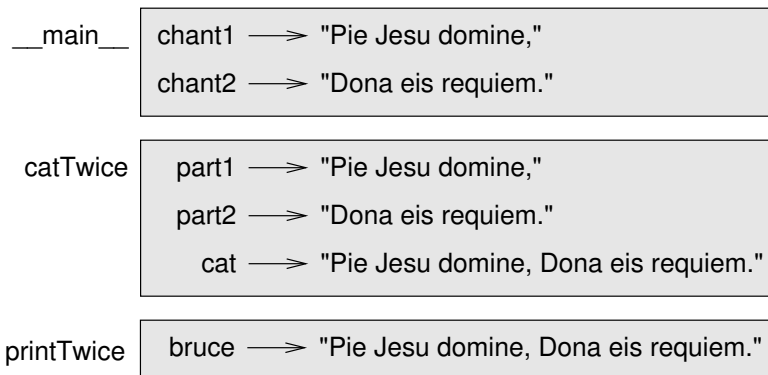 __main__ chant1 "Pie Jesu domine,"
chant2 "Dona eis requiem."
catTwice part1 "Pie Jesu domine,"
part2 "Dona eis requiem."
cat "Pie Jesu domine, Dona eis requiem."
printTwice bruce "Pie Jesu domine, Dona eis requiem."